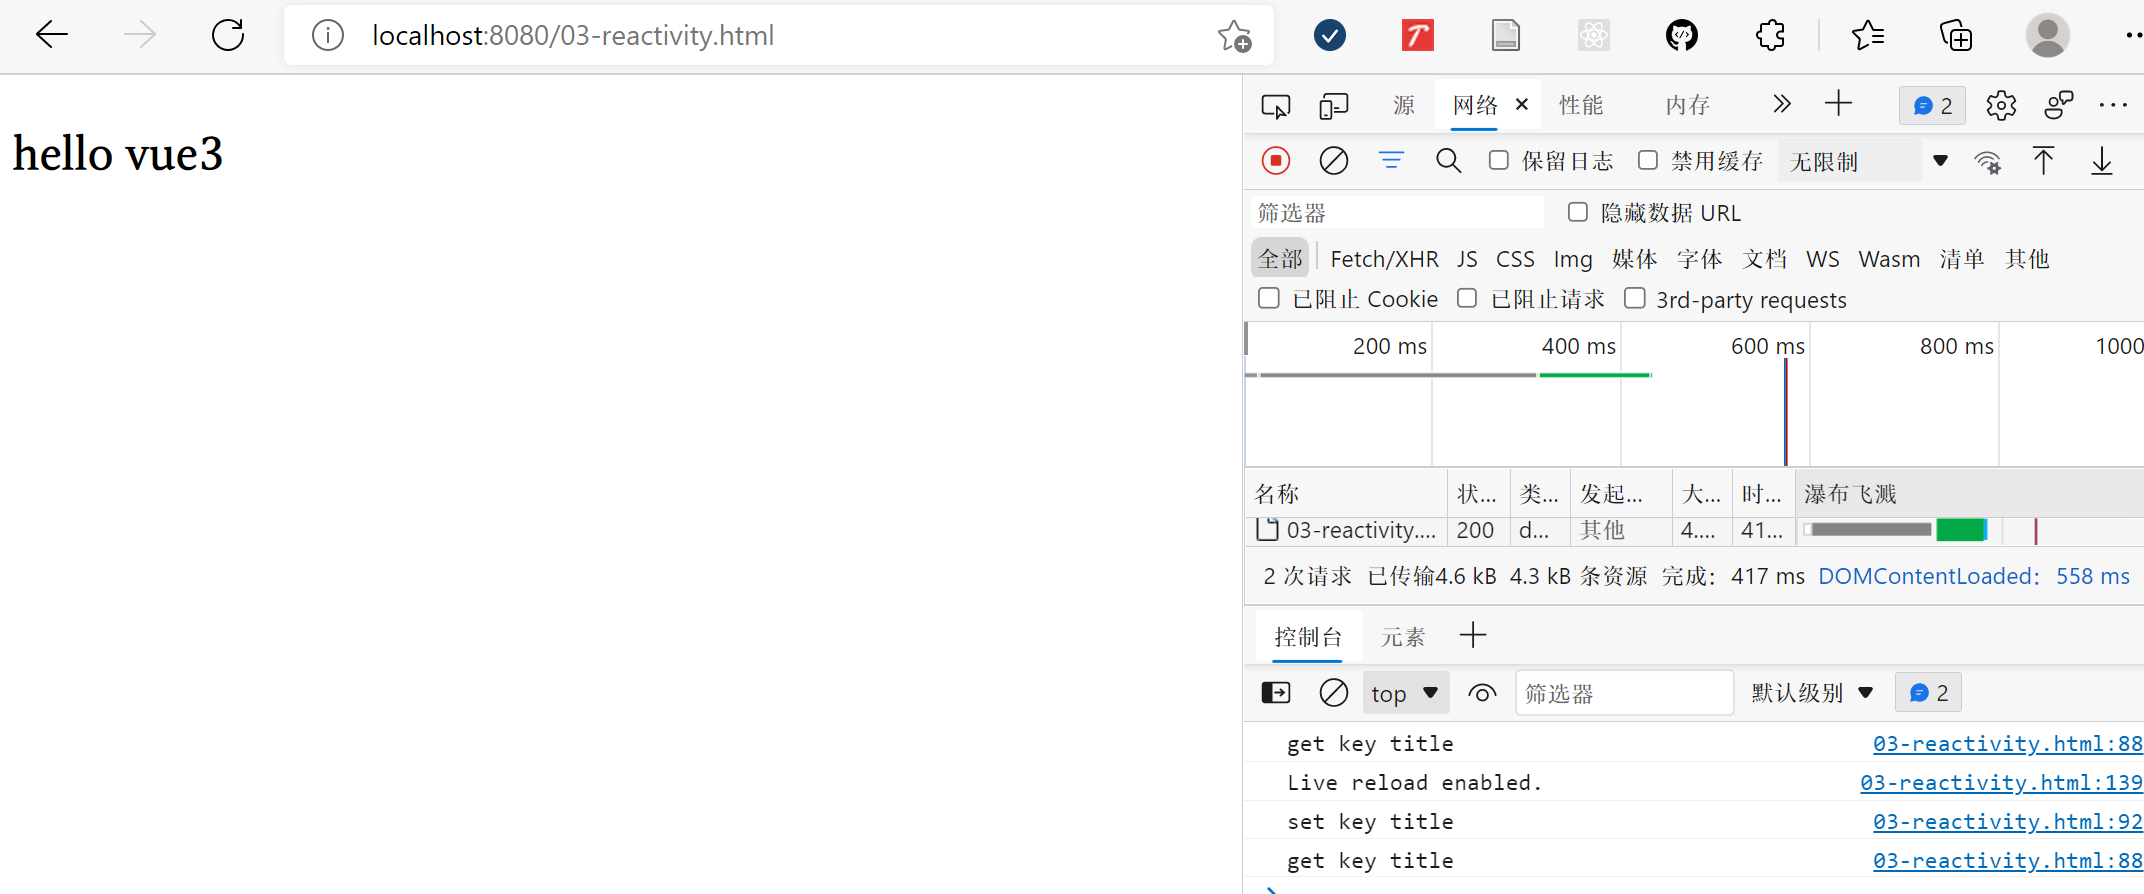 localhost:8080/03-reactivity.html
hello vue3
源 网络 性能 内存 2
保留日志 禁用缓存 无限制
筛选器 隐藏数据 URL
全部 Fetch/XHR JS CSS Img 媒体 字体 文档 WS Wasm 清单 其他
已阻止 Cookie 已阻止请求 3rd-party requests
200 ms 400 ms 600 ms 800 ms 1000
名称 状... 类... 发起... 大... 时... 瀑布飞溅
03-reactivity.... 200 d... 其他 4.... 41...
2 次请求 已传输4.6 kB 4.3 kB 条资源 完成：417 ms DOMContentLoaded：558 ms
控制台 元素
top 筛选器 默认级别 2
get key title 03-reactivity.html:88
Live reload enabled. 03-reactivity.html:139
set key title 03-reactivity.html:92
get key title 03-reactivity.html:88